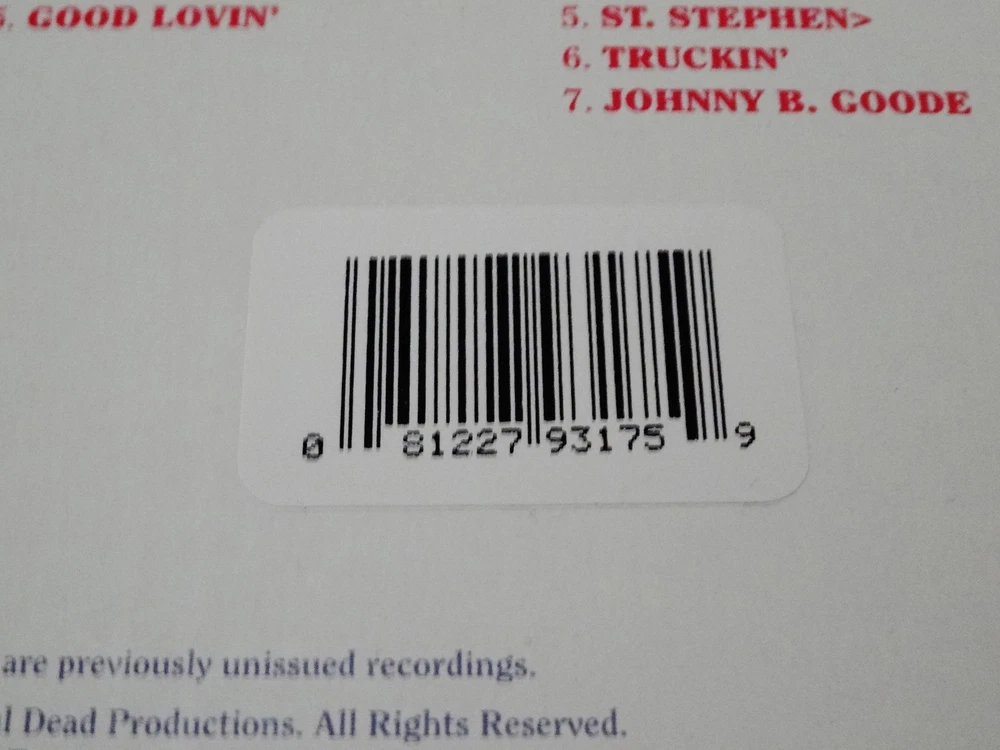 5. GOOD LOVIN'
5. ST. STEPHEN>
6. TRUCKIN'
7. JOHNNY B. GOODE
0 81227 93175 9
are previously unissued recordings.
l Dead Productions. All Rights Reserved.